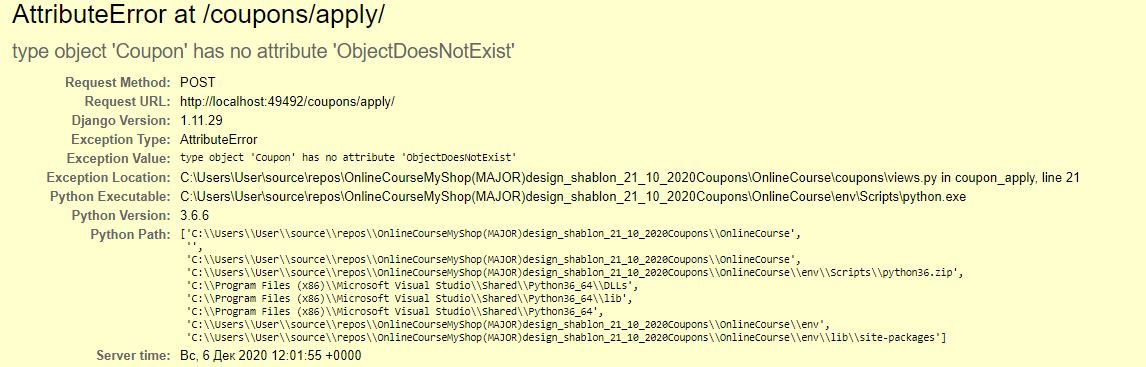 AttributeError at /coupons/apply/
type object 'Coupon' has no attribute 'ObjectDoesNotExist'
Request Method: POST
Request URL: http://localhost:49492/coupons/apply/
Django Version: 1.11.29
Exception Type: AttributeError
Exception Value: type object 'Coupon' has no attribute 'ObjectDoesNotExist'
Exception Location: C:\Users\User\source\repos\OnlineCourseMyShop(MAJOR)design_shablon_21_10_2020Coupons\OnlineCourse\coupons\views.py in coupon_apply, line 21
Python Executable: C:\Users\User\source\repos\OnlineCourseMyShop(MAJOR)design_shablon_21_10_2020Coupons\OnlineCourse\env\Scripts\python.exe
Python Version: 3.6.6
Python Path: ['C:\\Users\\User\\source\\repos\\OnlineCourseMyShop(MAJOR)design_shablon_21_10_2020Coupons\\OnlineCourse',
'',
'C:\\Users\\User\\source\\repos\\OnlineCourseMyShop(MAJOR)design_shablon_21_10_2020Coupons\\OnlineCourse',
'C:\\Users\\User\\source\\repos\\OnlineCourseMyShop(MAJOR)design_shablon_21_10_2020Coupons\\OnlineCourse\\env\\Scripts\\python36.zip',
'C:\\Program Files (x86)\\Microsoft Visual Studio\\Shared\\Python36_64\\DLLs',
'C:\\Program Files (x86)\\Microsoft Visual Studio\\Shared\\Python36_64\\lib',
'C:\\Program Files (x86)\\Microsoft Visual Studio\\Shared\\Python36_64',
'C:\\Users\\User\\source\\repos\\OnlineCourseMyShop(MAJOR)design_shablon_21_10_2020Coupons\\OnlineCourse\\env',
'C:\\Users\\User\\source\\repos\\OnlineCourseMyShop(MAJOR)design_shablon_21_10_2020Coupons\\OnlineCourse\\env\\lib\\site-packages']
Server time: Вс, 6 Дек 2020 12:01:55 +0000